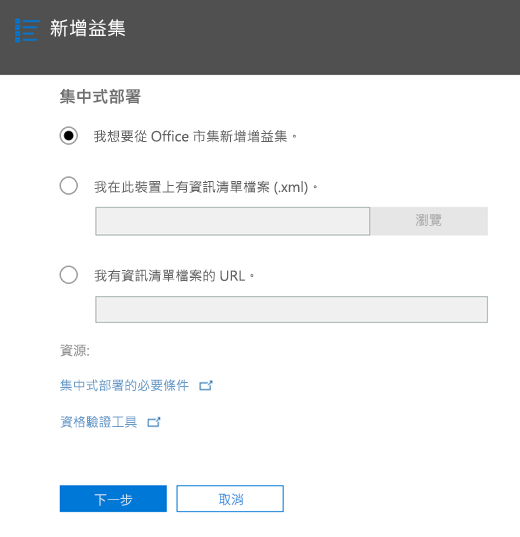 新增益集
集中式部署
我想要從 Office 市集新增增益集。
我在此裝置上有資訊清單檔案 (.xml)。
瀏覽
我有資訊清單檔案的 URL。
資源:
集中式部署的必要條件
資格驗證工具
下一步
取消